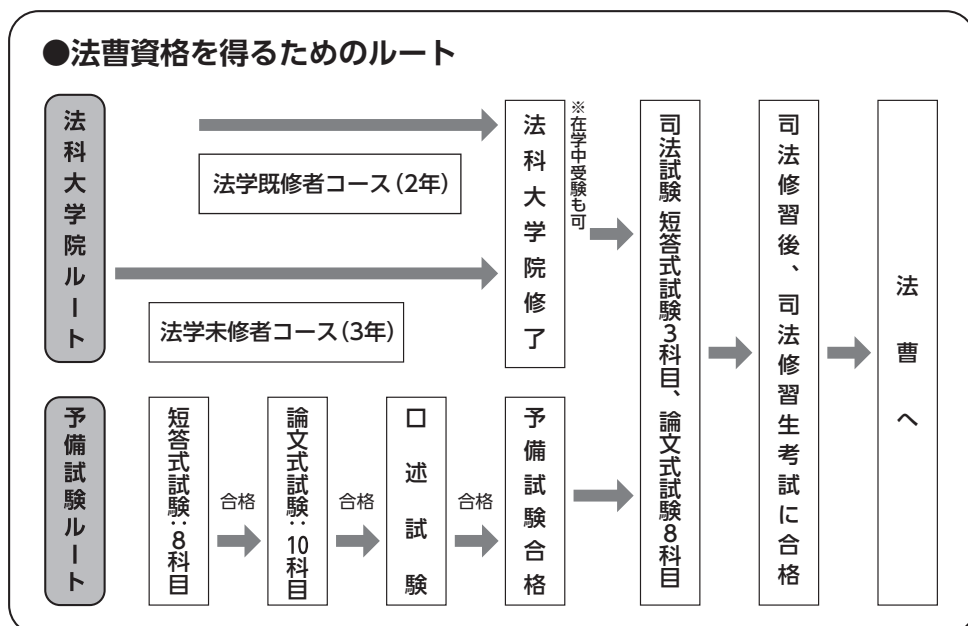 ●法曹資格を得るためのルート
法科大学院ルート
法学既修者コース(2年)
法学未修者コース(3年)
法科大学院修了
※在学中受験も可
予備試験ルート
短答式試験:8科目
合格
論文式試験:10科目
合格
口述試験
合格
予備試験合格
司法試験 短答式試験3科目、論文式試験8科目
司法修習後、司法修習生考試に合格
法曹へ